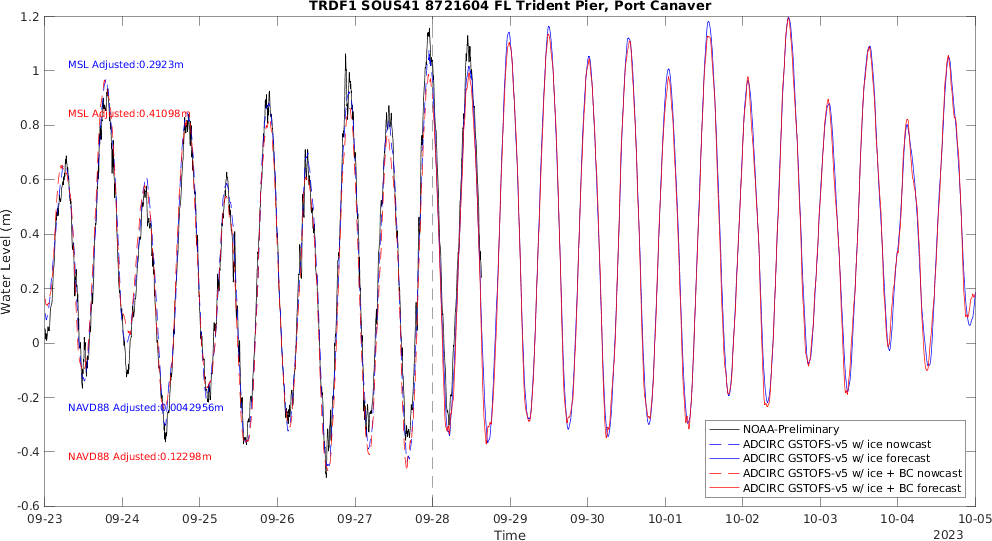 TRDF1 SOUS41 8721604 FL Trident Pier, Port Canaver
Water Level (m)
1.2
1
0.8
0.6
0.4
0.2
0
-0.2
-0.4
-0.6
MSL Adjusted:0.2923m
MSL Adjusted:0.41098m
NAVD88 Adjusted:0.0042956m
NAVD88 Adjusted:0.12298m
NOAA-Preliminary
ADCIRC GSTOFS-v5 w/ ice nowcast
ADCIRC GSTOFS-v5 w/ ice forecast
ADCIRC GSTOFS-v5 w/ ice + BC nowcast
ADCIRC GSTOFS-v5 w/ ice + BC forecast
09-23 09-24 09-25 09-26 09-27 09-28 09-29 09-30 10-01 10-02 10-03 10-04 10-05
Time
2023